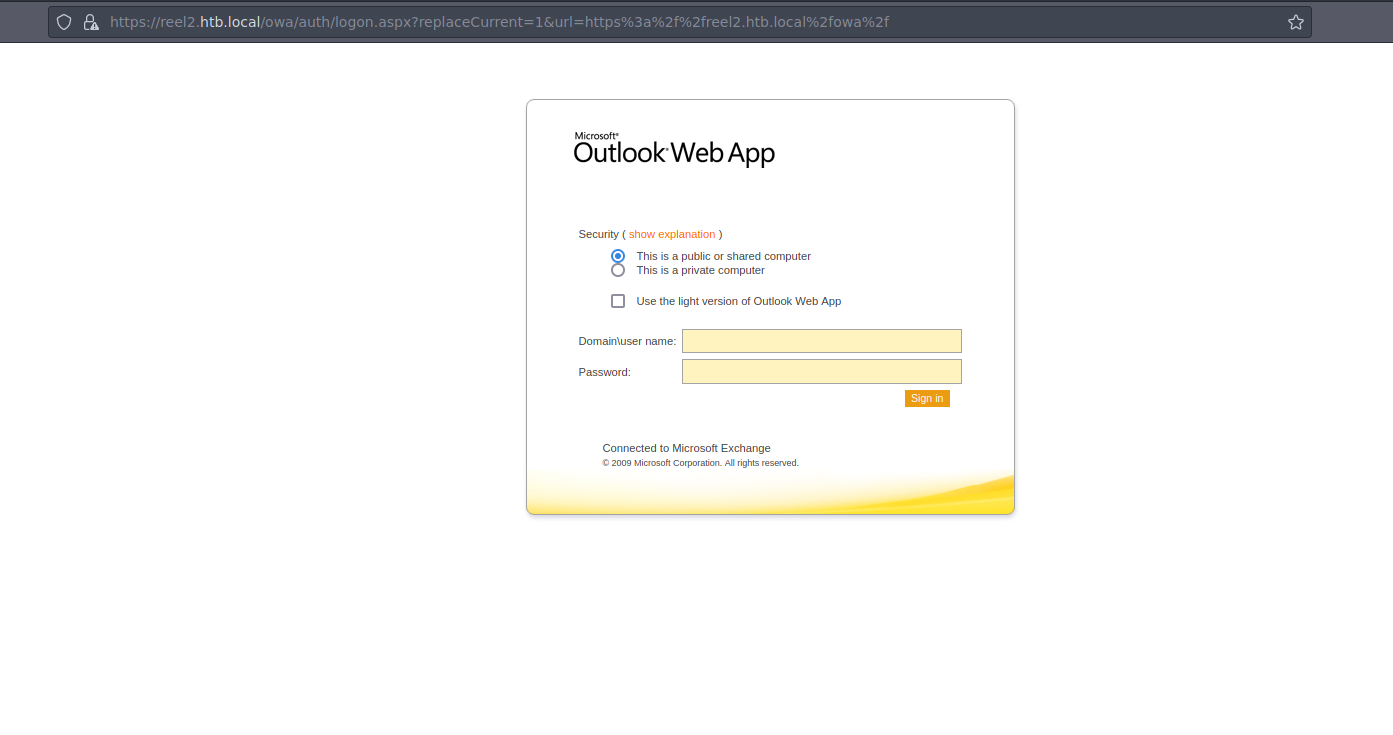 https://reel2.htb.local/owa/auth/logon.aspx?replaceCurrent=1&url=https%3a%2f%2freel2.htb.local%2fowa%2f
Microsoft®
Outlook® Web App
Security ( show explanation )
This is a public or shared computer
This is a private computer
Use the light version of Outlook Web App
Domain\user name:
Password:
Sign in
Connected to Microsoft Exchange
© 2009 Microsoft Corporation. All rights reserved.